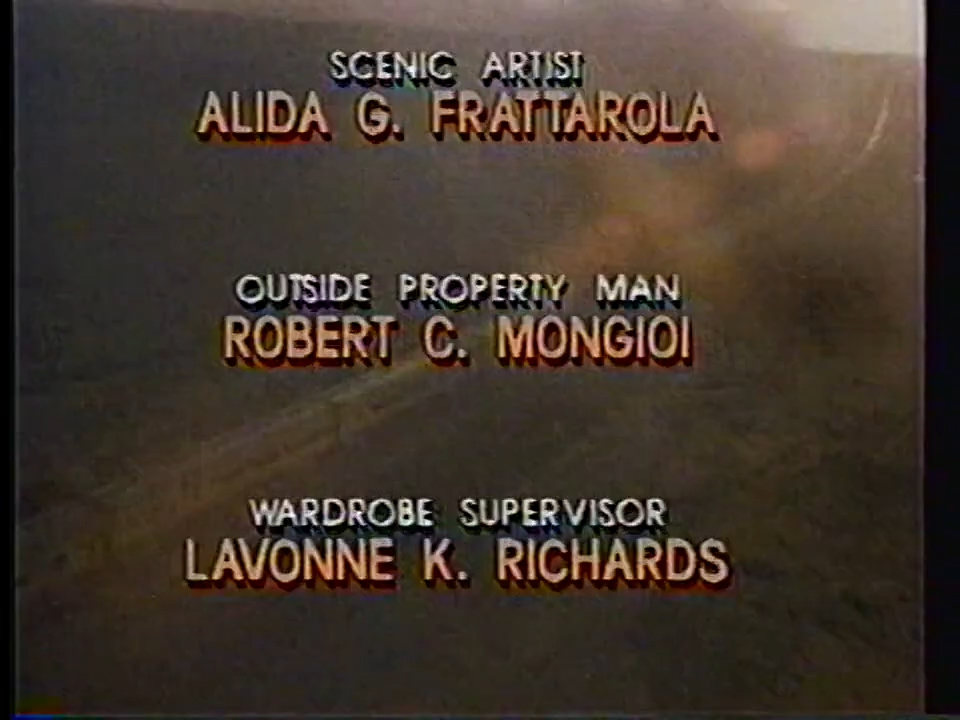 SCENIC ARTIST
ALIDA G. FRATTAROLA
OUTSIDE PROPERTY MAN
ROBERT C. MONGIOI
WARDROBE SUPERVISOR
LAVONNE K. RICHARDS